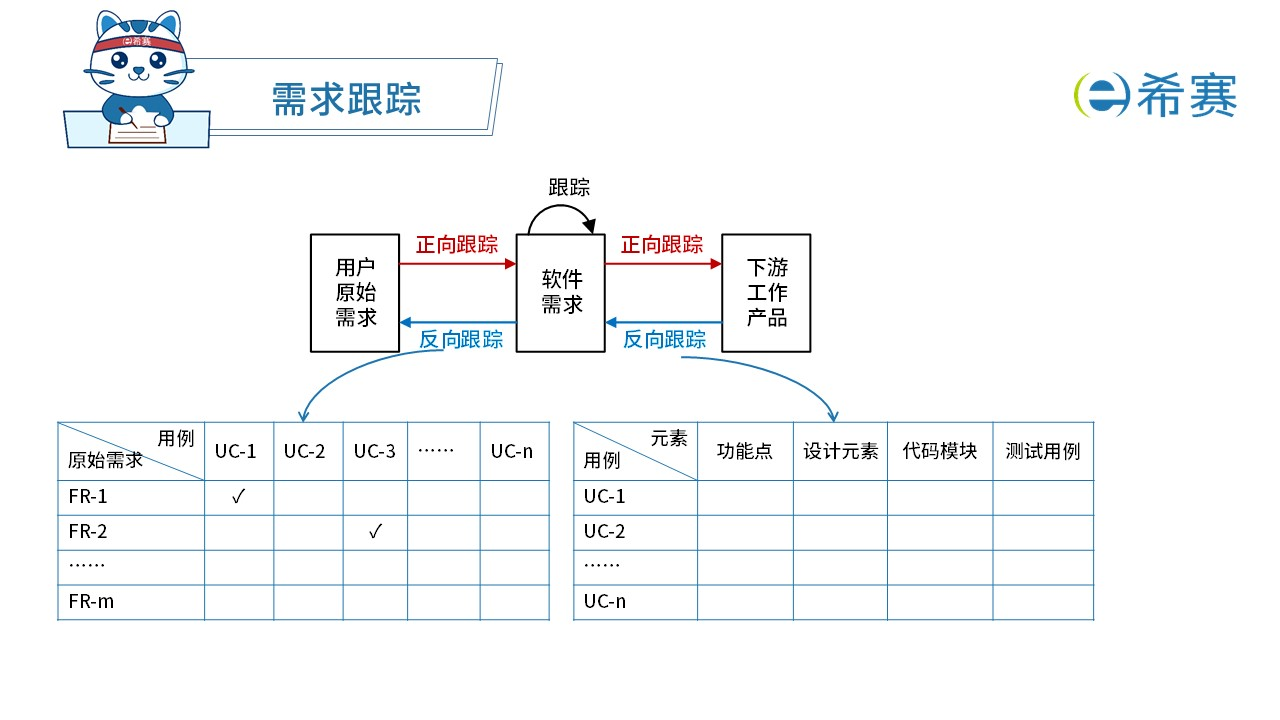 希赛
需求跟踪
希赛
跟踪
正向跟踪
正向跟踪
用户
原始
需求
软件
需求
下游
工作
产品
反向跟踪
反向跟踪
用例
原始需求
UC-1
UC-2
UC-3
……
UC-n
FR-1
✓
FR-2
✓
……
FR-m
元素
用例
功能点
设计元素
代码模块
测试用例
UC-1
UC-2
……
UC-n